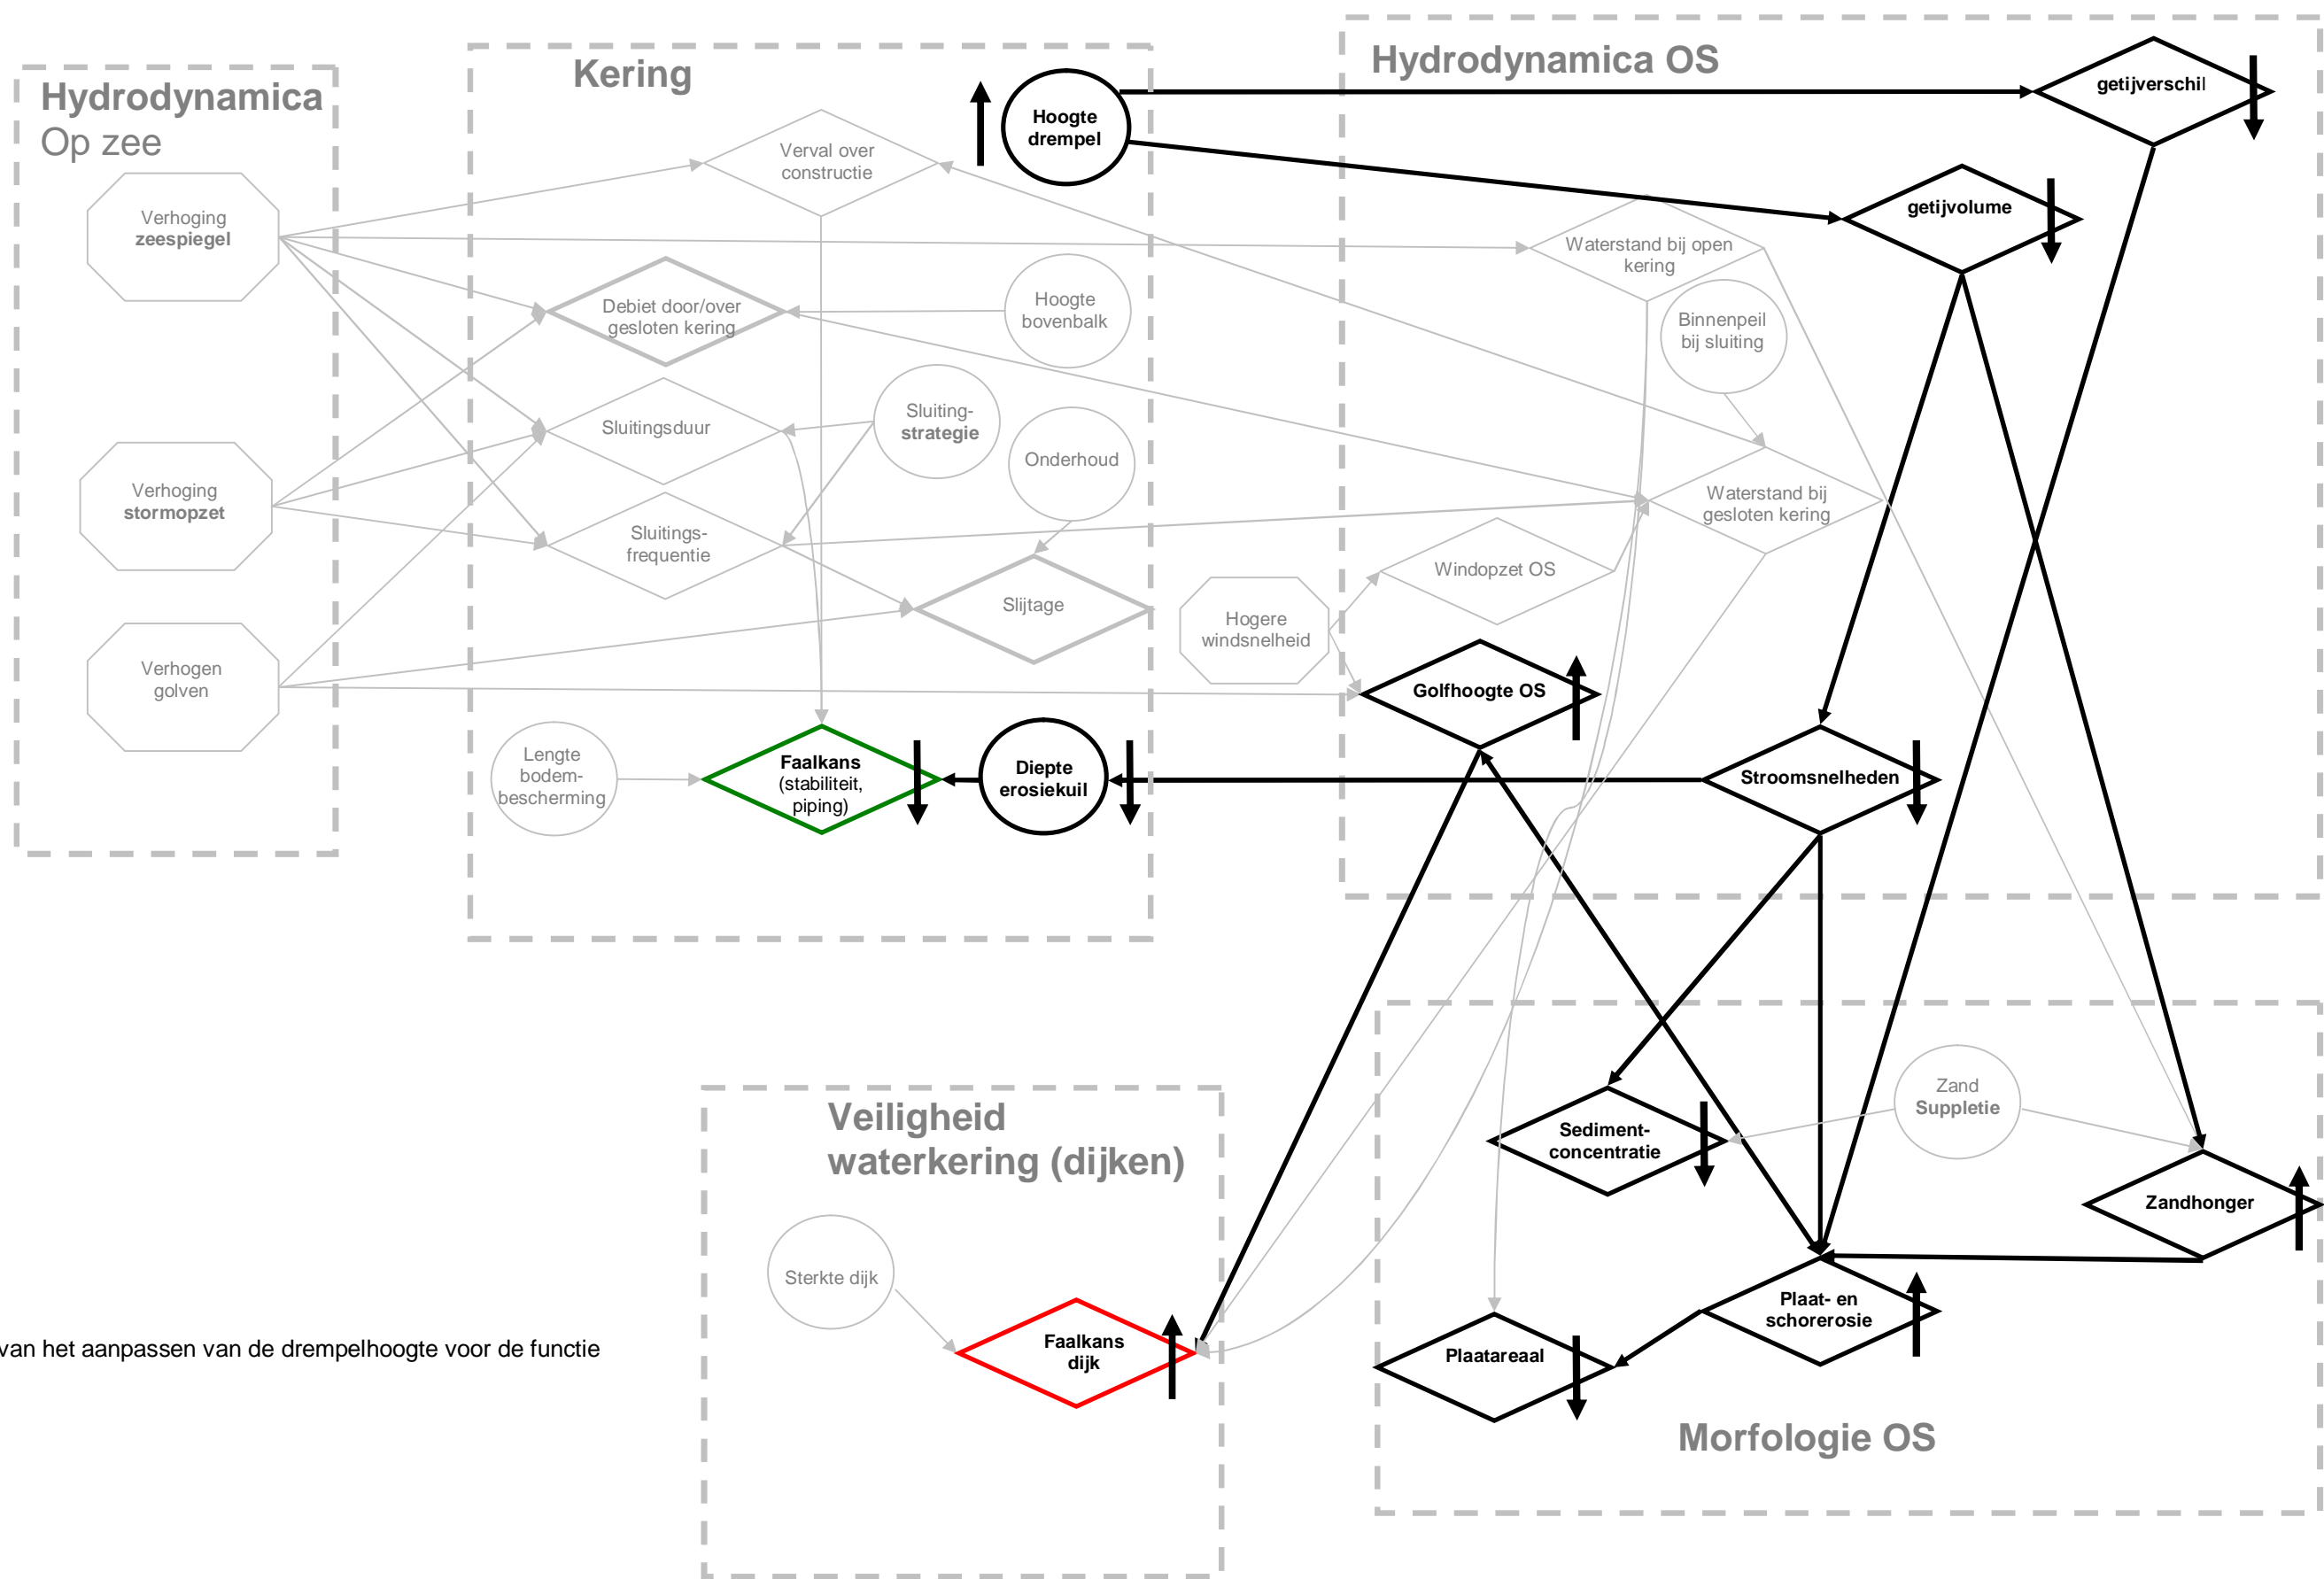 Hydrodynamica
Op zee
Verhoging
zeespiegel
Verhoging
stormopzet
Verhogen
golven
Kering
Hoogte
drempel
Verval over
constructie
Debiet door/over
gesloten kering
Hoogte
bovenbalk
Sluitingsduur
Sluiting-
strategie
Onderhoud
Sluitings-
frequentie
Slijtage
Lengte
bodem-
bescherming
Faalkans
(stabiliteit,
piping)
Diepte
erosiekuil
Hydrodynamica OS
getijverschil
getijvolume
Waterstand bij open
kering
Binnenpeil
bij sluiting
Waterstand bij
gesloten kering
Windopzet OS
Hogere
windsnelheid
Golfhoogte OS
Stroomsnelheden
Veiligheid
waterkering (dijken)
Sterkte dijk
Faalkans
dijk
Sediment-
concentratie
Zand
Suppletie
Zandhonger
Plaat- en
schorerosie
Plaatareaal
Morfologie OS
van het aanpassen van de drempelhoogte voor de functie